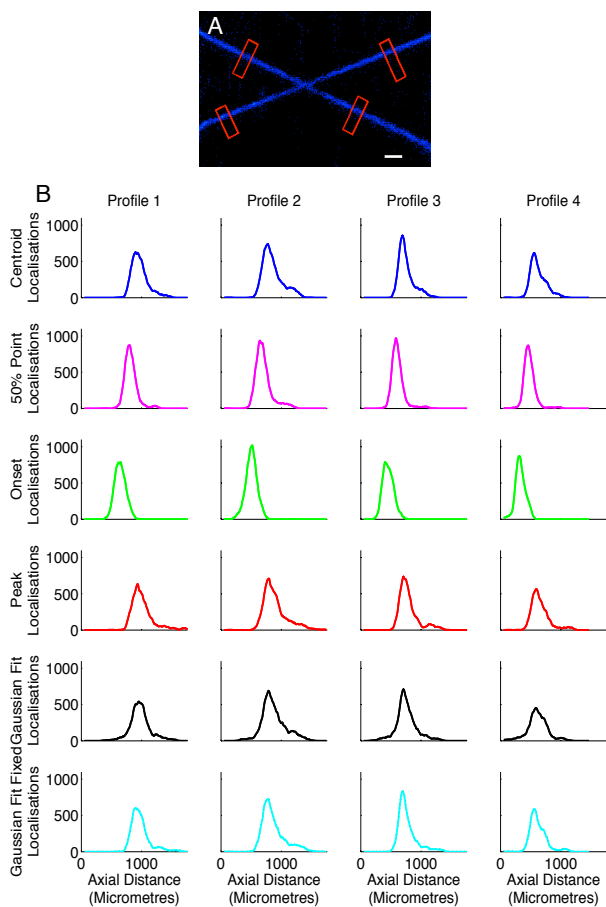 A
B
Profile 1 Profile 2 Profile 3 Profile 4
Centroid
Localisations
1000
500
0
50% Point
Localisations
1000
500
0
Onset
Localisations
1000
500
0
Peak
Localisations
1000
500
0
Gaussian Fit
Localisations
1000
500
0
Gaussian Fit Fixed
Localisations
1000
500
0
0 1000 0 1000 0 1000 0 1000
Axial Distance Axial Distance Axial Distance Axial Distance
(Micrometres) (Micrometres) (Micrometres) (Micrometres)